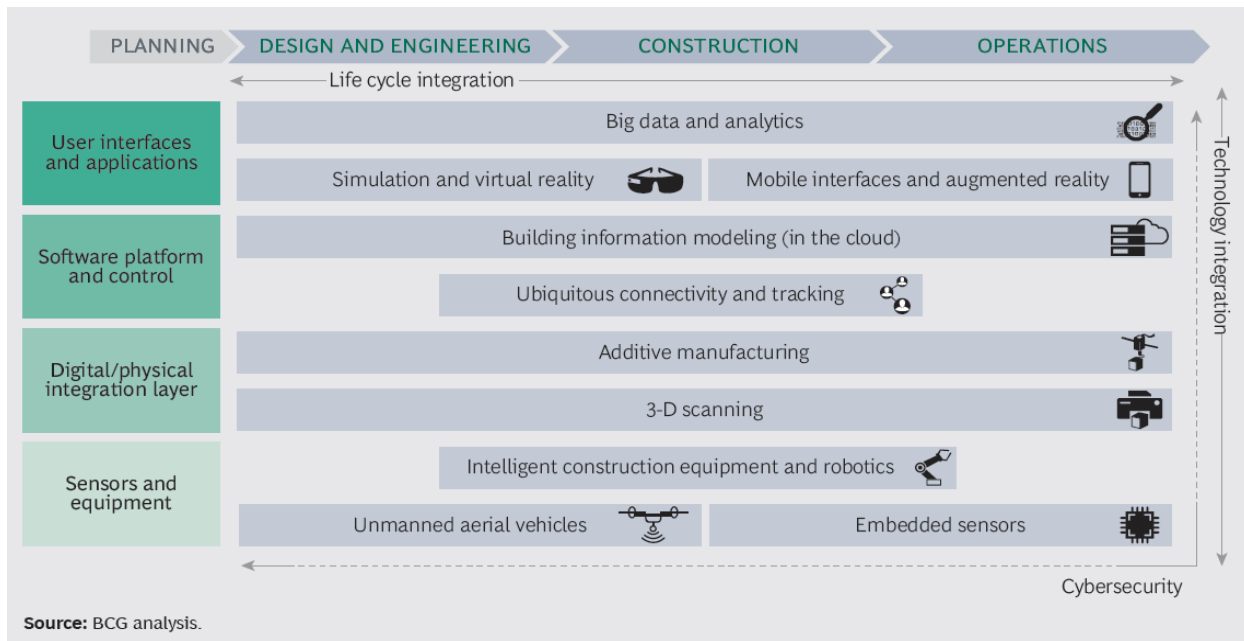 PLANNING
DESIGN AND ENGINEERING
CONSTRUCTION
OPERATIONS
Life cycle integration
User interfaces
and applications
Big data and analytics
Simulation and virtual reality
Mobile interfaces and augmented reality
Software platform
and control
Building information modeling (in the cloud)
Ubiquitous connectivity and tracking
Digital/physical
integration layer
Additive manufacturing
3-D scanning
Sensors and
equipment
Intelligent construction equipment and robotics
Unmanned aerial vehicles
Embedded sensors
Technology integration
Cybersecurity
Source: BCG analysis.